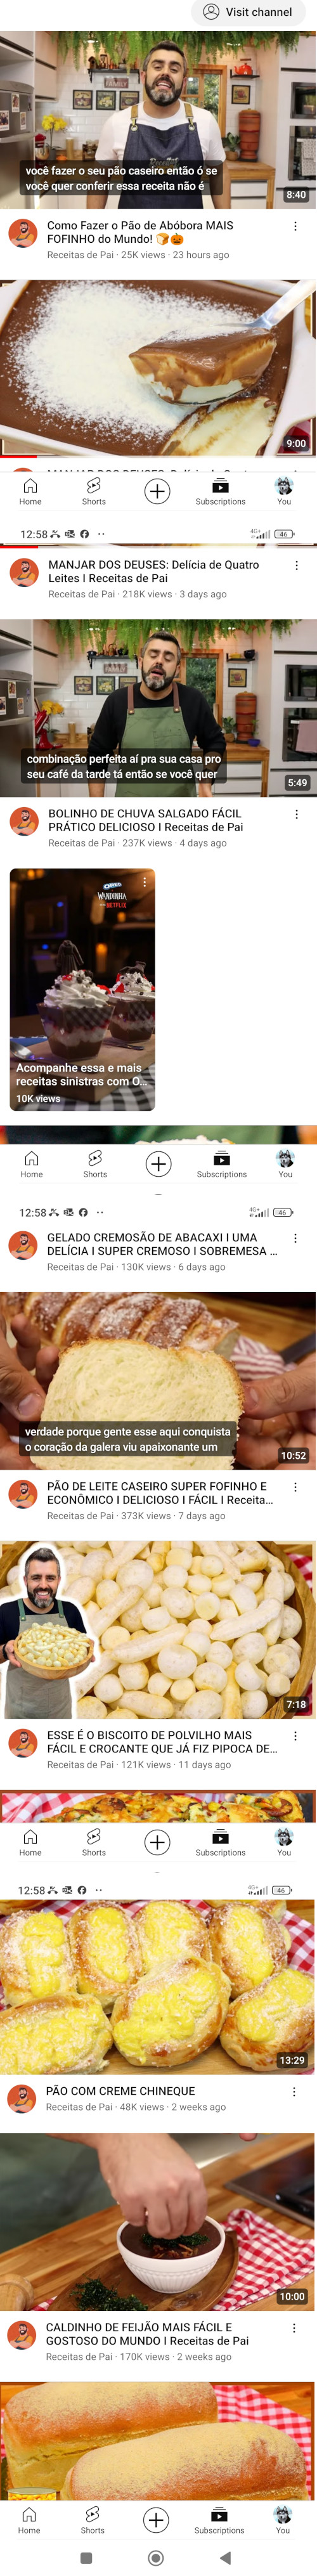 Visit channel
FAMILY
você fazer o seu pão caseiro então ó se
você quer conferir essa receita não é
8:40
Como Fazer o Pão de Abóbora MAIS
FOFINHO do Mundo! 🍞🎃
Receitas de Pai · 25K views · 23 hours ago
9:00
Home
Shorts
Subscriptions
You
12:58
4G+
46
MANJAR DOS DEUSES: Delícia de Quatro
Leites I Receitas de Pai
Receitas de Pai · 218K views · 3 days ago
combinação perfeita aí pra sua casa pro
seu café da tarde tá então se você quer
5:49
BOLINHO DE CHUVA SALGADO FÁCIL
PRÁTICO DELICIOSO I Receitas de Pai
Receitas de Pai · 237K views · 4 days ago
OREO
WANDINHA
NETFLIX
Acompanhe essa e mais
receitas sinistras com O...
10K views
Home
Shorts
Subscriptions
You
12:58
4G+
46
GELADO CREMOSÃO DE ABACAXI I UMA
DELÍCIA I SUPER CREMOSO I SOBREMESA ...
Receitas de Pai · 130K views · 6 days ago
verdade porque gente esse aqui conquista
o coração da galera viu apaixonante um
10:52
PÃO DE LEITE CASEIRO SUPER FOFINHO E
ECONÔMICO I DELICIOSO I FÁCIL I Receita...
Receitas de Pai · 373K views · 7 days ago
7:18
ESSE É O BISCOITO DE POLVILHO MAIS
FÁCIL E CROCANTE QUE JÁ FIZ PIPOCA DE...
Receitas de Pai · 121K views · 11 days ago
Home
Shorts
Subscriptions
You
12:58
4G+
46
13:29
PÃO COM CREME CHINEQUE
Receitas de Pai · 48K views · 2 weeks ago
10:00
CALDINHO DE FEIJÃO MAIS FÁCIL E
GOSTOSO DO MUNDO I Receitas de Pai
Receitas de Pai · 170K views · 2 weeks ago
Home
Shorts
Subscriptions
You